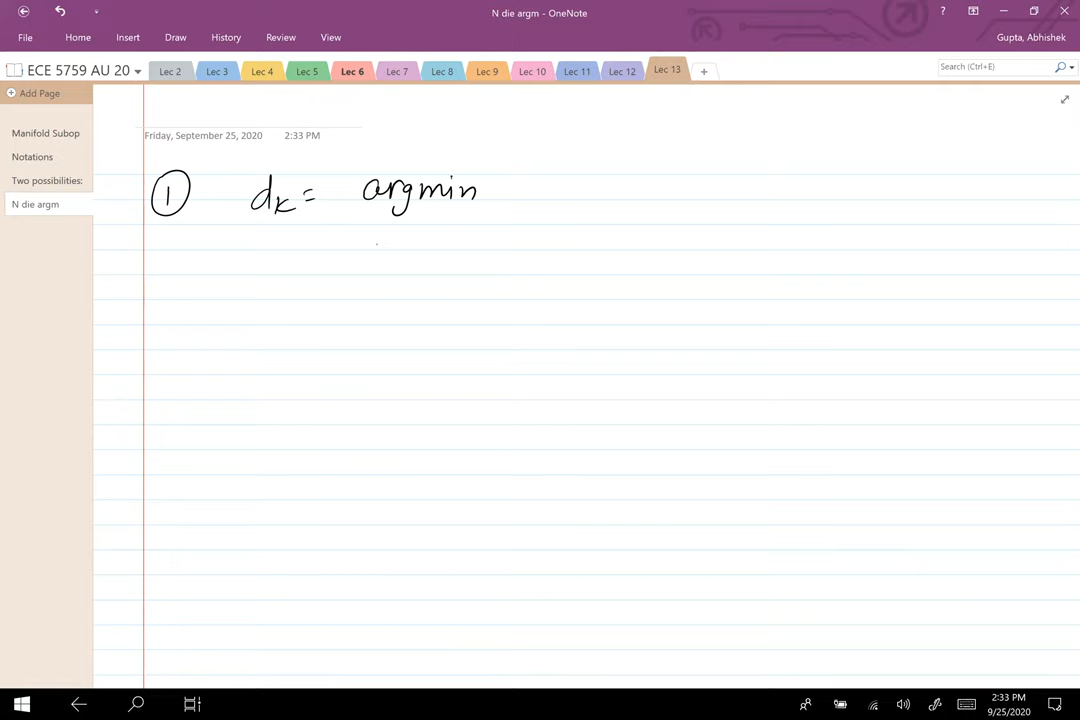 N die argm - OneNote
?
File Home Insert Draw History Review View Gupta, Abhishek
ECE 5759 AU 20 Lec 2 Lec 3 Lec 4 Lec 5 Lec 6 Lec 7 Lec 8 Lec 9 Lec 10 Lec 11 Lec 12 Lec 13 + Search (Ctrl+E)
+ Add Page
Manifold Subop
Notations
Two possibilities:
N die argm
Friday, September 25, 2020 2:33 PM
① dk = argmin
2:33 PM
9/25/2020